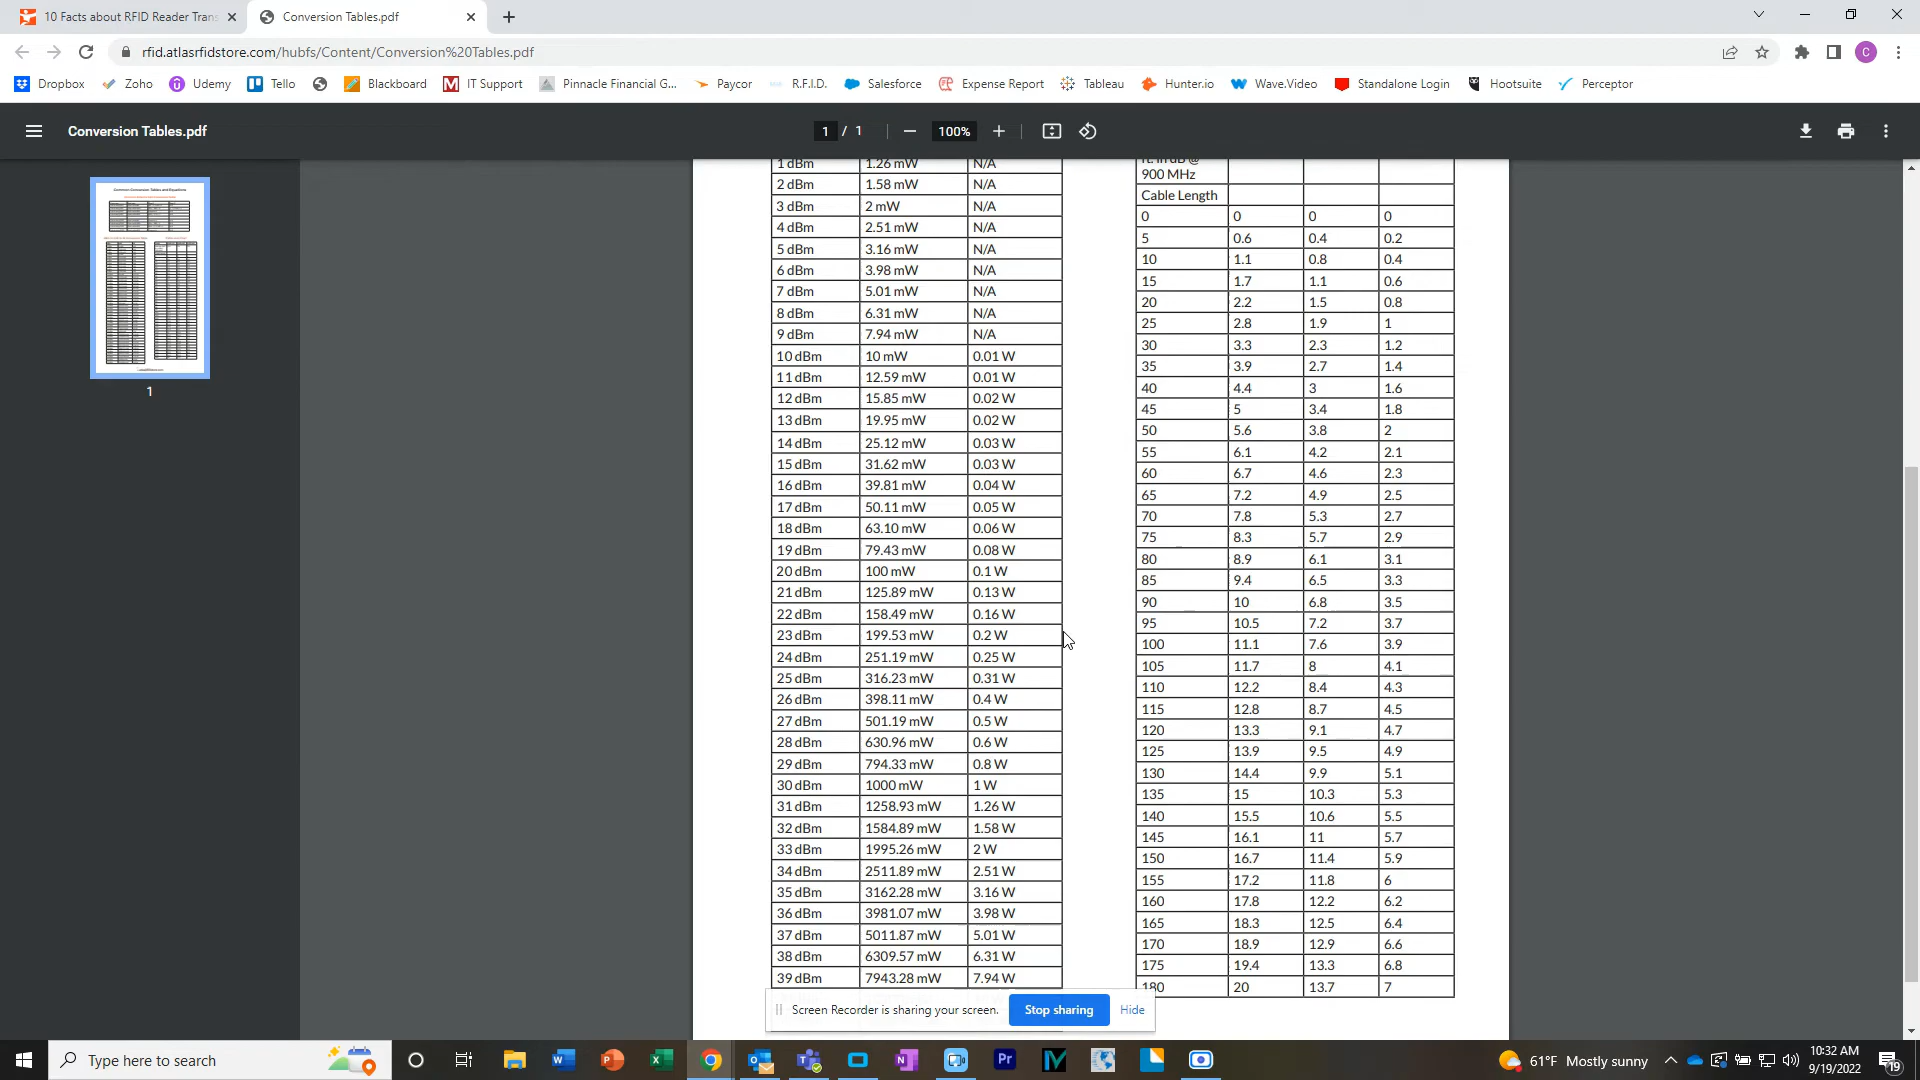 10 Facts about RFID Reader Tran
Conversion Tables.pdf
rfid.atlasrfidstore.com/hubfs/Content/Conversion%20Tables.pdf
C
Dropbox
Zoho
Udemy
Tello
Blackboard
IT Support
Pinnacle Financial G...
Paycor
R.F.I.D.
Salesforce
Expense Report
Tableau
Hunter.io
Wave.Video
Standalone Login
Hootsuite
Perceptor
Conversion Tables.pdf
1 / 1
100%
1
1 dBm 1.26 mW N/A
2 dBm 1.58 mW N/A
3 dBm 2 mW N/A
4 dBm 2.51 mW N/A
5 dBm 3.16 mW N/A
6 dBm 3.98 mW N/A
7 dBm 5.01 mW N/A
8 dBm 6.31 mW N/A
9 dBm 7.94 mW N/A
10 dBm 10 mW 0.01 W
11 dBm 12.59 mW 0.01 W
12 dBm 15.85 mW 0.02 W
13 dBm 19.95 mW 0.02 W
14 dBm 25.12 mW 0.03 W
15 dBm 31.62 mW 0.03 W
16 dBm 39.81 mW 0.04 W
17 dBm 50.11 mW 0.05 W
18 dBm 63.10 mW 0.06 W
19 dBm 79.43 mW 0.08 W
20 dBm 100 mW 0.1 W
21 dBm 125.89 mW 0.13 W
22 dBm 158.49 mW 0.16 W
23 dBm 199.53 mW 0.2 W
24 dBm 251.19 mW 0.25 W
25 dBm 316.23 mW 0.31 W
26 dBm 398.11 mW 0.4 W
27 dBm 501.19 mW 0.5 W
28 dBm 630.96 mW 0.6 W
29 dBm 794.33 mW 0.8 W
30 dBm 1000 mW 1 W
31 dBm 1258.93 mW 1.26 W
32 dBm 1584.89 mW 1.58 W
33 dBm 1995.26 mW 2 W
34 dBm 2511.89 mW 2.51 W
35 dBm 3162.28 mW 3.16 W
36 dBm 3981.07 mW 3.98 W
37 dBm 5011.87 mW 5.01 W
38 dBm 6309.57 mW 6.31 W
39 dBm 7943.28 mW 7.94 W
ft. in dB @
900 MHz
Cable Length
0 0 0 0
5 0.6 0.4 0.2
10 1.1 0.8 0.4
15 1.7 1.1 0.6
20 2.2 1.5 0.8
25 2.8 1.9 1
30 3.3 2.3 1.2
35 3.9 2.7 1.4
40 4.4 3 1.6
45 5 3.4 1.8
50 5.6 3.8 2
55 6.1 4.2 2.1
60 6.7 4.6 2.3
65 7.2 4.9 2.5
70 7.8 5.3 2.7
75 8.3 5.7 2.9
80 8.9 6.1 3.1
85 9.4 6.5 3.3
90 10 6.8 3.5
95 10.5 7.2 3.7
100 11.1 7.6 3.9
105 11.7 8 4.1
110 12.2 8.4 4.3
115 12.8 8.7 4.5
120 13.3 9.1 4.7
125 13.9 9.5 4.9
130 14.4 9.9 5.1
135 15 10.3 5.3
140 15.5 10.6 5.5
145 16.1 11 5.7
150 16.7 11.4 5.9
155 17.2 11.8 6
160 17.8 12.2 6.2
165 18.3 12.5 6.4
170 18.9 12.9 6.6
175 19.4 13.3 6.8
180 20 13.7 7
Screen Recorder is sharing your screen.
Stop sharing
Hide
Type here to search
61°F Mostly sunny
10:32 AM
9/19/2022
19